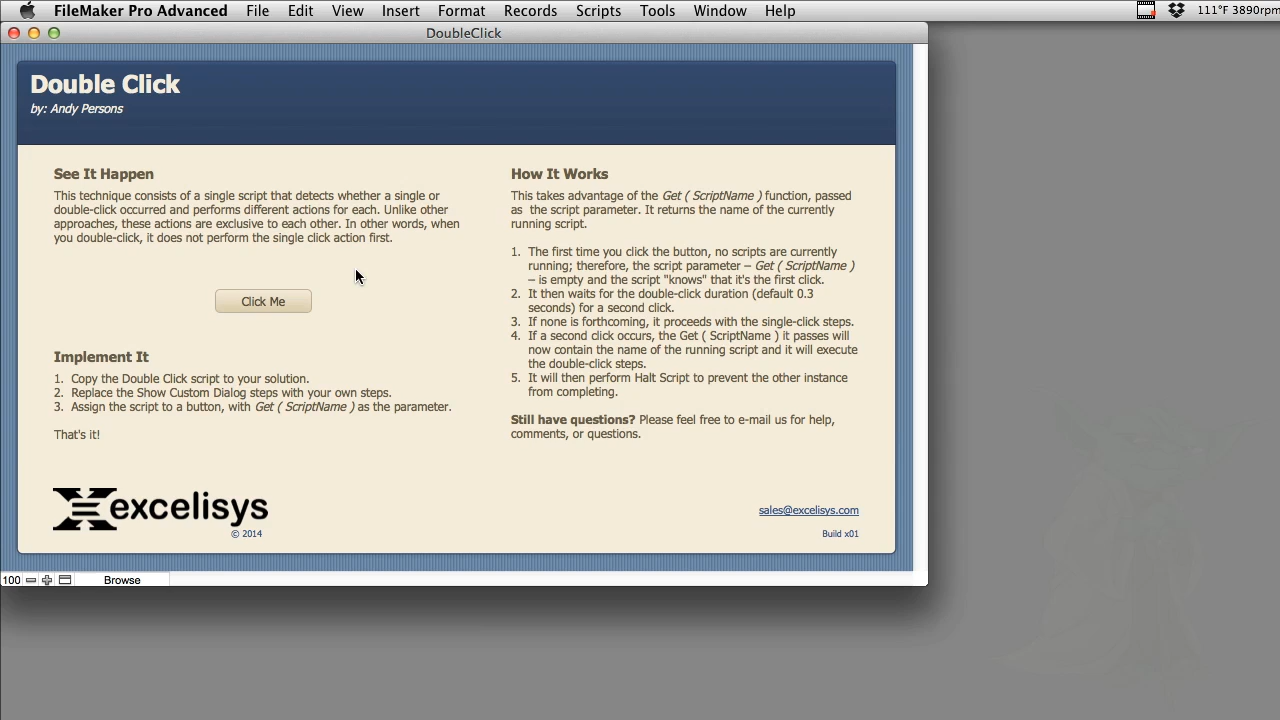 FileMaker Pro Advanced File Edit View Insert Format Records Scripts Tools Window Help 111°F 3890rpm
DoubleClick
Double Click
by: Andy Persons
See It Happen
This technique consists of a single script that detects whether a single or
double-click occurred and performs different actions for each. Unlike other
approaches, these actions are exclusive to each other. In other words, when
you double-click, it does not perform the single click action first.
Click Me
Implement It
1. Copy the Double Click script to your solution.
2. Replace the Show Custom Dialog steps with your own steps.
3. Assign the script to a button, with Get ( ScriptName ) as the parameter.
That's it!
excelisys
© 2014
How It Works
This takes advantage of the Get ( ScriptName ) function, passed
as the script parameter. It returns the name of the currently
running script.
1. The first time you click the button, no scripts are currently
running; therefore, the script parameter – Get ( ScriptName )
– is empty and the script "knows" that it's the first click.
2. It then waits for the double-click duration (default 0.3
seconds) for a second click.
3. If none is forthcoming, it proceeds with the single-click steps.
4. If a second click occurs, the Get ( ScriptName ) it passes will
now contain the name of the running script and it will execute
the double-click steps.
5. It will then perform Halt Script to prevent the other instance
from completing.
Still have questions? Please feel free to e-mail us for help,
comments, or questions.
sales@excelisys.com
Build x01
100 Browse